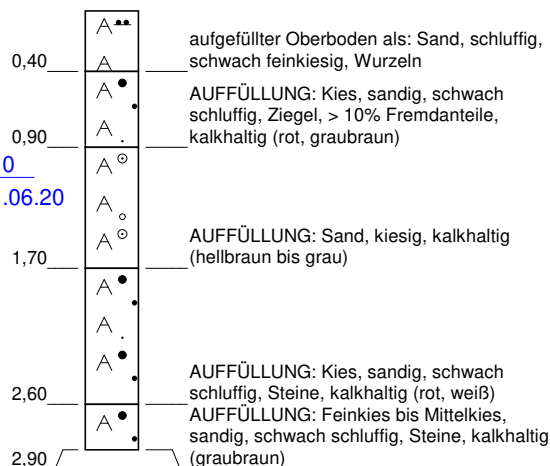 aufgefüllter Oberboden als: Sand, schluffig,
schwach feinkiesig, Wurzeln
0,40
AUFFÜLLUNG: Kies, sandig, schwach
schluffig, Ziegel, > 10% Fremdanteile,
kalkhaltig (rot, graubraun)
0,90
0
.06.20
AUFFÜLLUNG: Sand, kiesig, kalkhaltig
(hellbraun bis grau)
1,70
AUFFÜLLUNG: Kies, sandig, schwach
schluffig, Steine, kalkhaltig (rot, weiß)
2,60
AUFFÜLLUNG: Feinkies bis Mittelkies,
sandig, schwach schluffig, Steine, kalkhaltig
(graubraun)
2,90
A
A
A
A
A
A
A
A
A
A
A